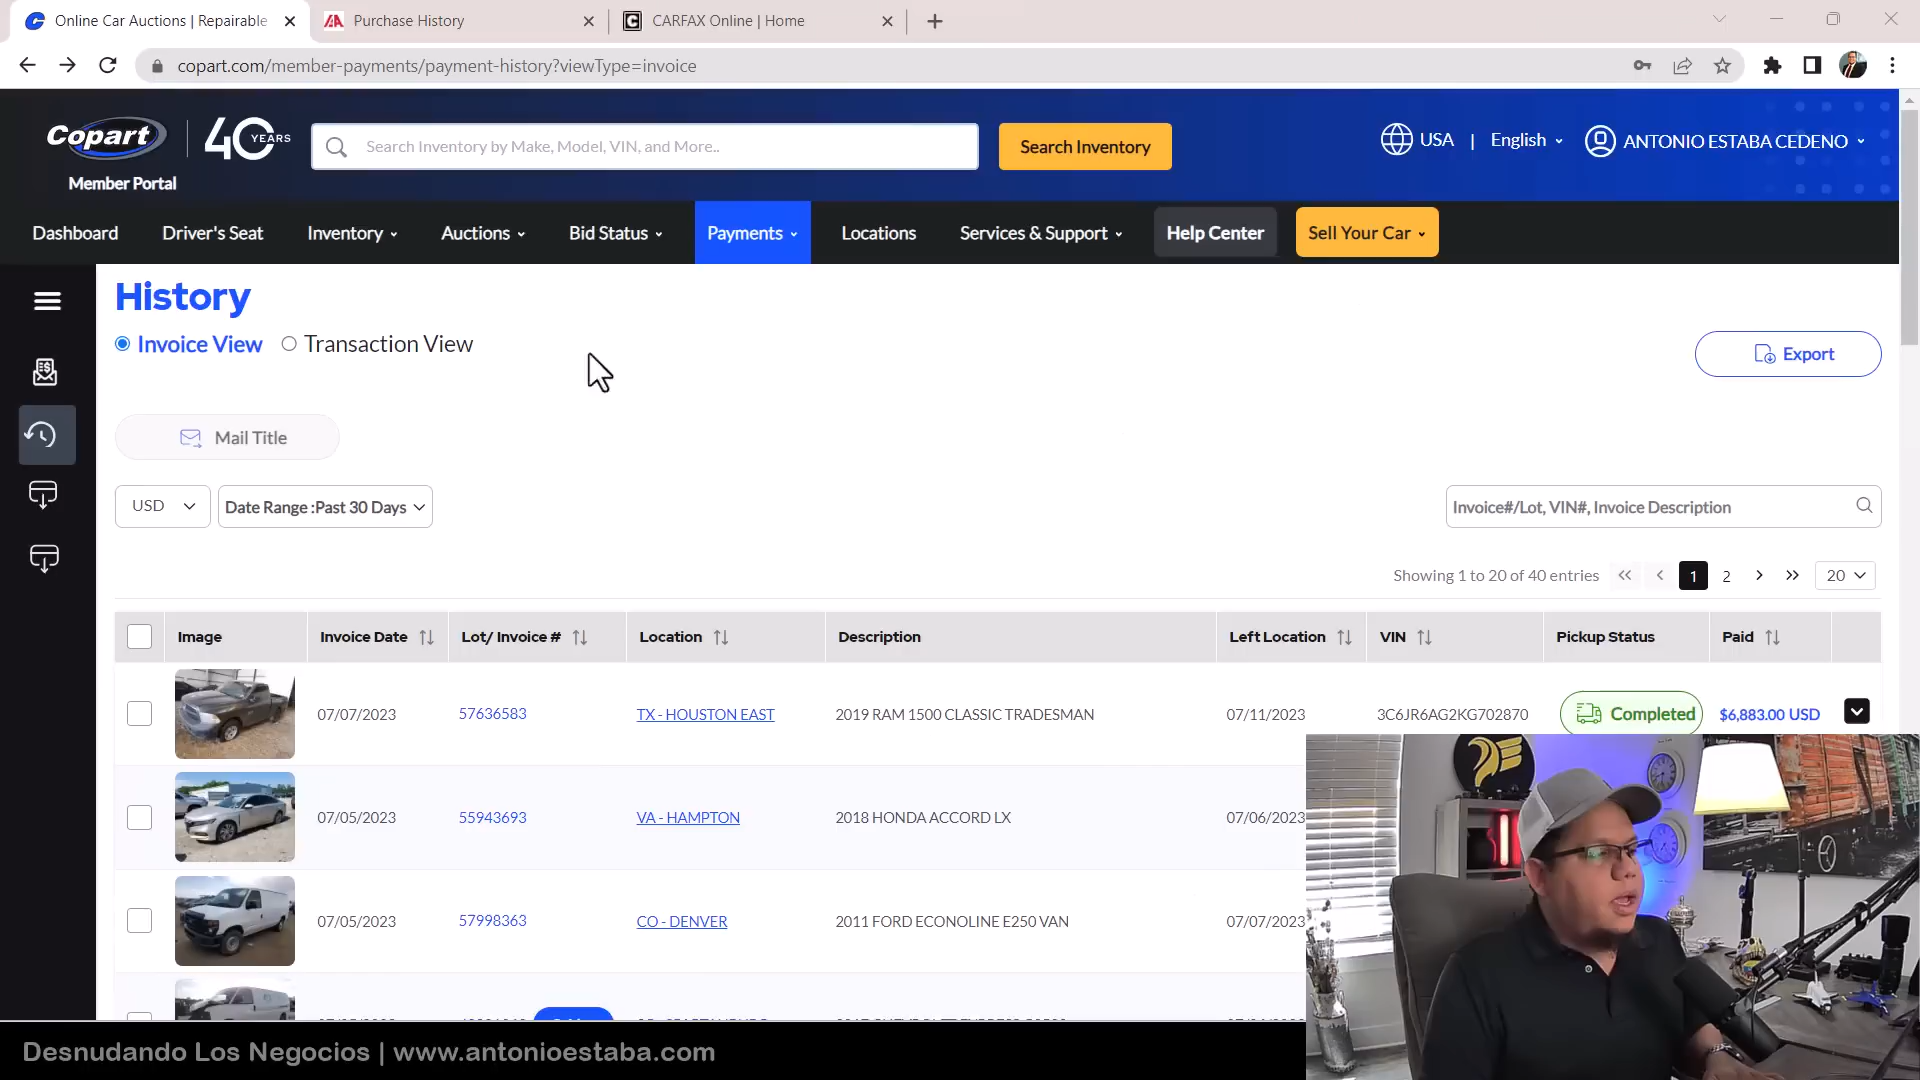 Online Car Auctions | Repairable
Purchase History
CARFAX Online | Home
copart.com/member-payments/payment-history?viewType=invoice
Copart
40 YEARS
Member Portal
Search Inventory by Make, Model, VIN, and More..
Search Inventory
USA | English
ANTONIO ESTABA CEDENO
Dashboard Driver's Seat Inventory Auctions Bid Status Payments Locations Services & Support Help Center Sell Your Car
History
Invoice View Transaction View
Export
Mail Title
USD Date Range :Past 30 Days
Invoice#/Lot, VIN#, Invoice Description
Showing 1 to 20 of 40 entries << < 1 2 > >> 20
Image Invoice Date Lot/ Invoice # Location Description Left Location VIN Pickup Status Paid
07/07/2023 57636583 TX - HOUSTON EAST 2019 RAM 1500 CLASSIC TRADESMAN 07/11/2023 3C6JR6AG2KG702870 Completed $6,883.00 USD
07/05/2023 55943693 VA - HAMPTON 2018 HONDA ACCORD LX 07/06/2023
07/05/2023 57998363 CO - DENVER 2011 FORD ECONOLINE E250 VAN 07/07/2023
Desnudando Los Negocios | www.antonioestaba.com